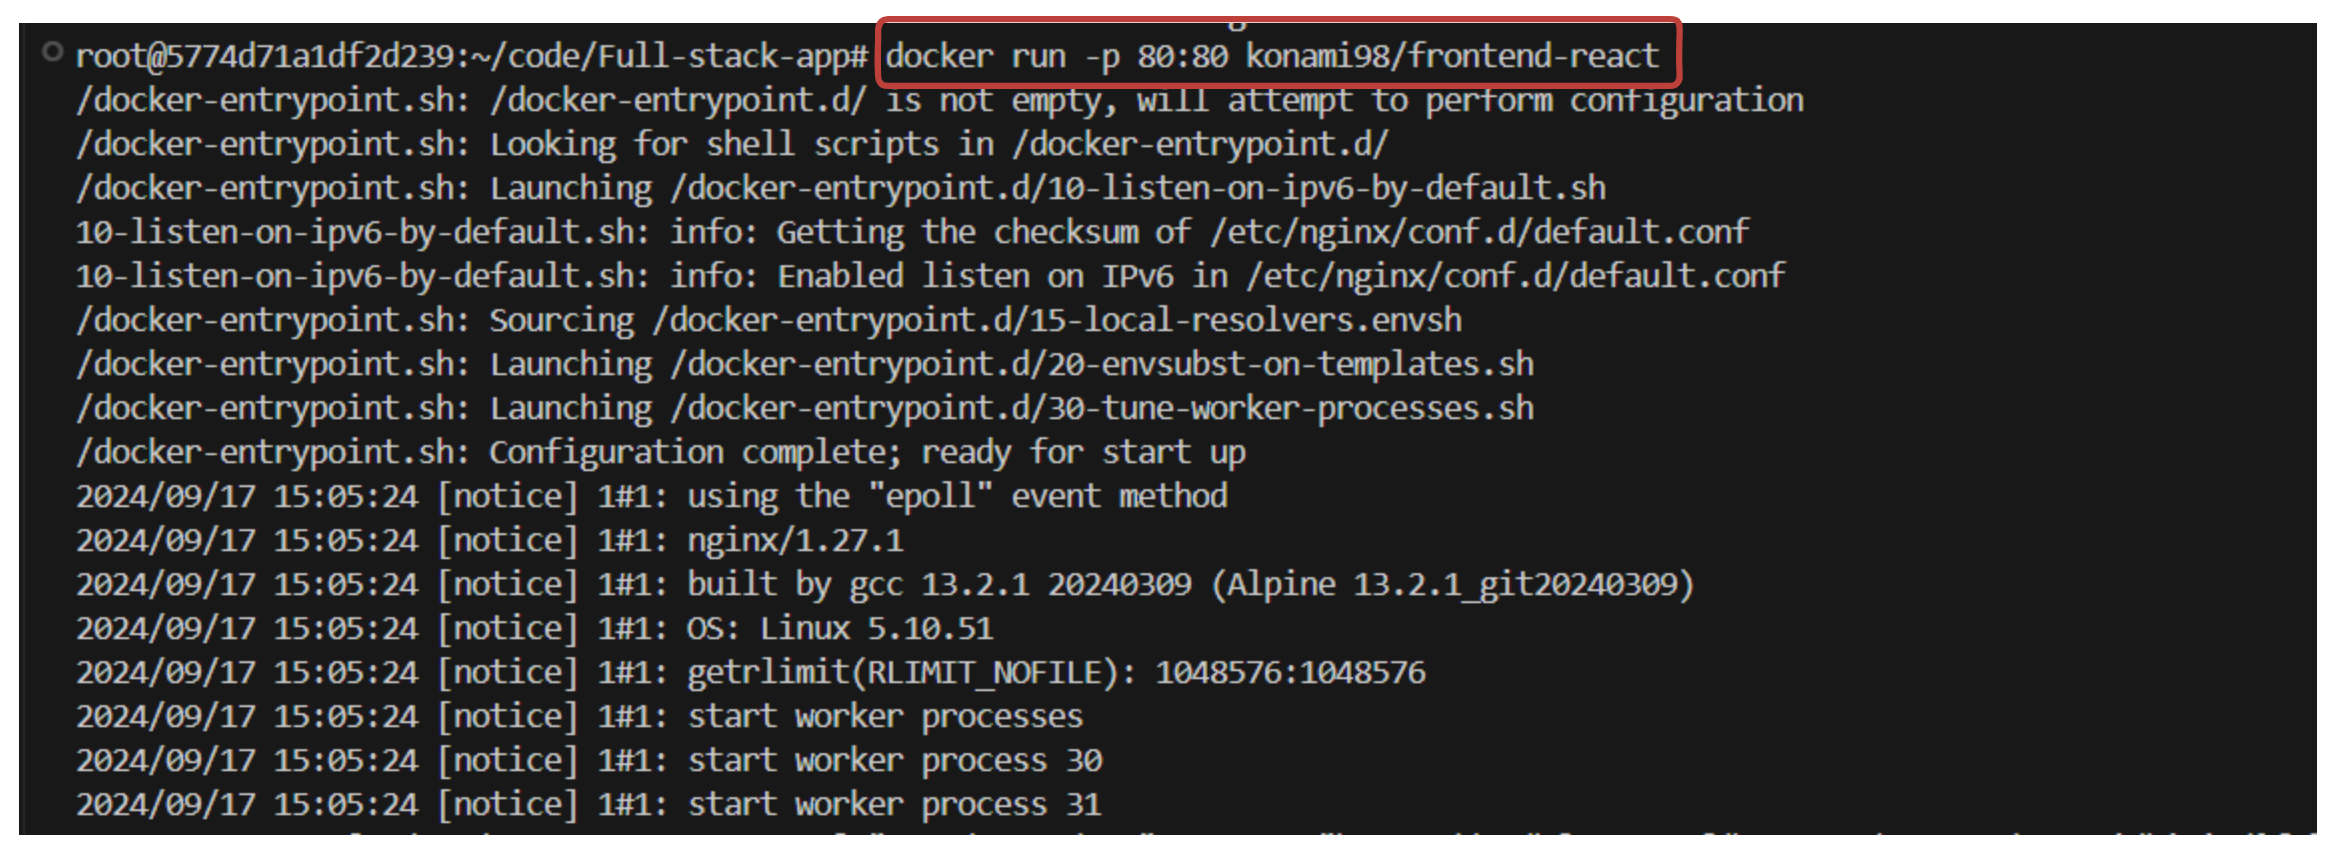 root@5774d71a1df2d239:~/code/Full-stack-app# docker run -p 80:80 konami98/frontend-react
/docker-entrypoint.sh: /docker-entrypoint.d/ is not empty, will attempt to perform configuration
/docker-entrypoint.sh: Looking for shell scripts in /docker-entrypoint.d/
/docker-entrypoint.sh: Launching /docker-entrypoint.d/10-listen-on-ipv6-by-default.sh
10-listen-on-ipv6-by-default.sh: info: Getting the checksum of /etc/nginx/conf.d/default.conf
10-listen-on-ipv6-by-default.sh: info: Enabled listen on IPv6 in /etc/nginx/conf.d/default.conf
/docker-entrypoint.sh: Sourcing /docker-entrypoint.d/15-local-resolvers.envsh
/docker-entrypoint.sh: Launching /docker-entrypoint.d/20-envsubst-on-templates.sh
/docker-entrypoint.sh: Launching /docker-entrypoint.d/30-tune-worker-processes.sh
/docker-entrypoint.sh: Configuration complete; ready for start up
2024/09/17 15:05:24 [notice] 1#1: using the "epoll" event method
2024/09/17 15:05:24 [notice] 1#1: nginx/1.27.1
2024/09/17 15:05:24 [notice] 1#1: built by gcc 13.2.1 20240309 (Alpine 13.2.1_git20240309)
2024/09/17 15:05:24 [notice] 1#1: OS: Linux 5.10.51
2024/09/17 15:05:24 [notice] 1#1: getrlimit(RLIMIT_NOFILE): 1048576:1048576
2024/09/17 15:05:24 [notice] 1#1: start worker processes
2024/09/17 15:05:24 [notice] 1#1: start worker process 30
2024/09/17 15:05:24 [notice] 1#1: start worker process 31